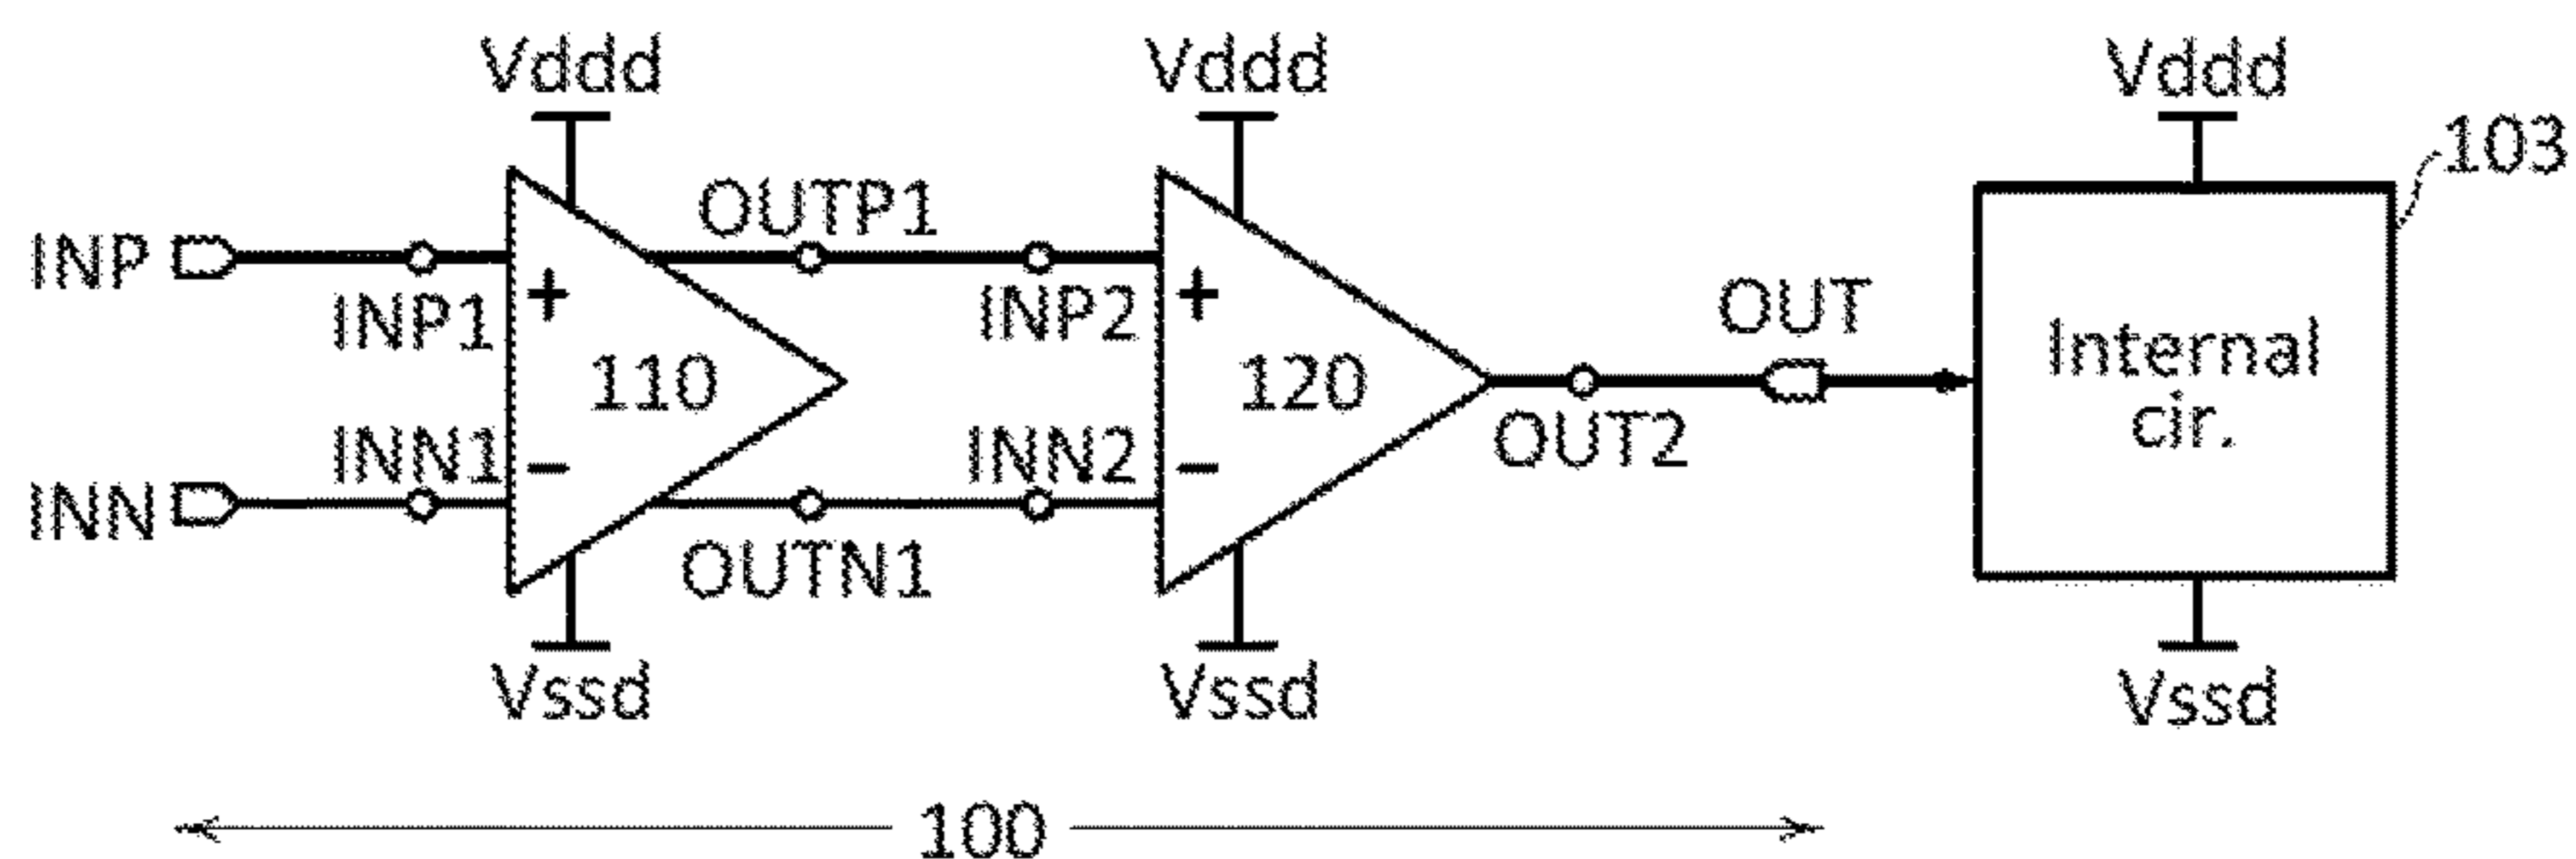 Vddd Vddd Vddd
103
OUTP1
INP + INP1 INP2 + OUT
110 120 Internal
cir.
INN INN1 - INN2 - OUT2
OUTN1
Vssd Vssd Vssd
100